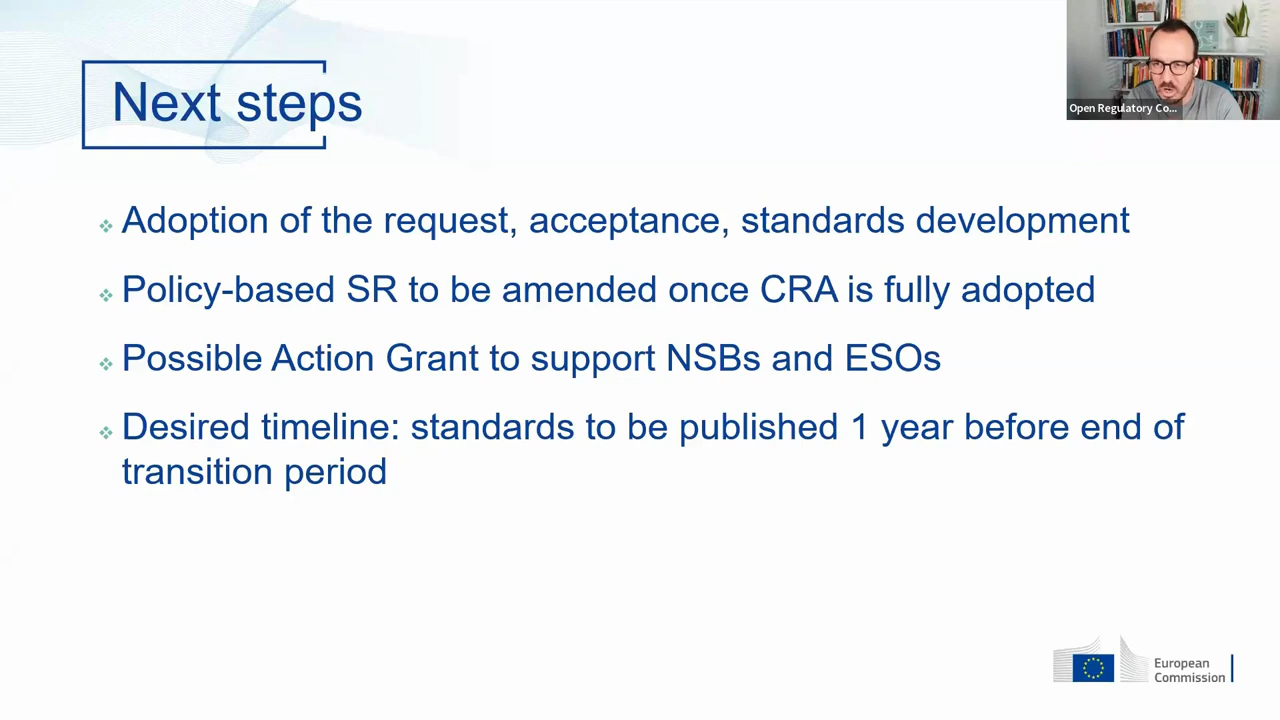 Next steps
Open Regulatory Co...
Adoption of the request, acceptance, standards development
Policy-based SR to be amended once CRA is fully adopted
Possible Action Grant to support NSBs and ESOs
Desired timeline: standards to be published 1 year before end of
transition period
European
Commission